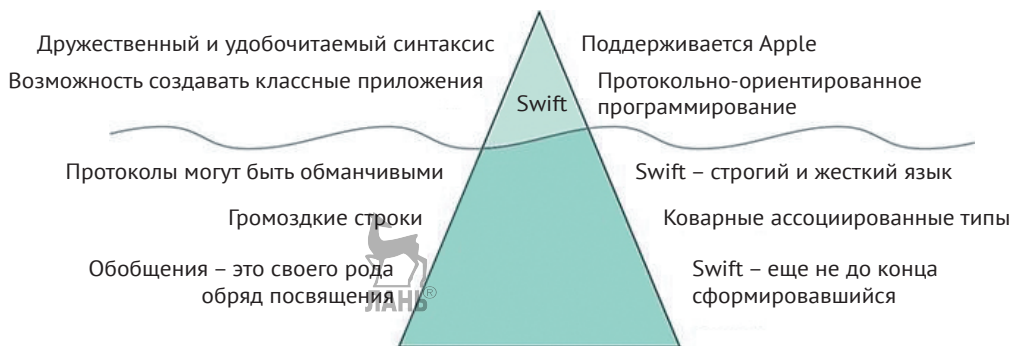 Дружественный и удобочитаемый синтаксис
Поддерживается Apple
Возможность создавать классные приложения
Протокольно-ориентированное
программирование
Swift
Протоколы могут быть обманчивыми
Swift – строгий и жесткий язык
Громоздкие строки
Коварные ассоциированные типы
Обобщения – это своего рода
обряд посвящения
Swift – еще не до конца
сформировавшийся
ЛАНЬ®